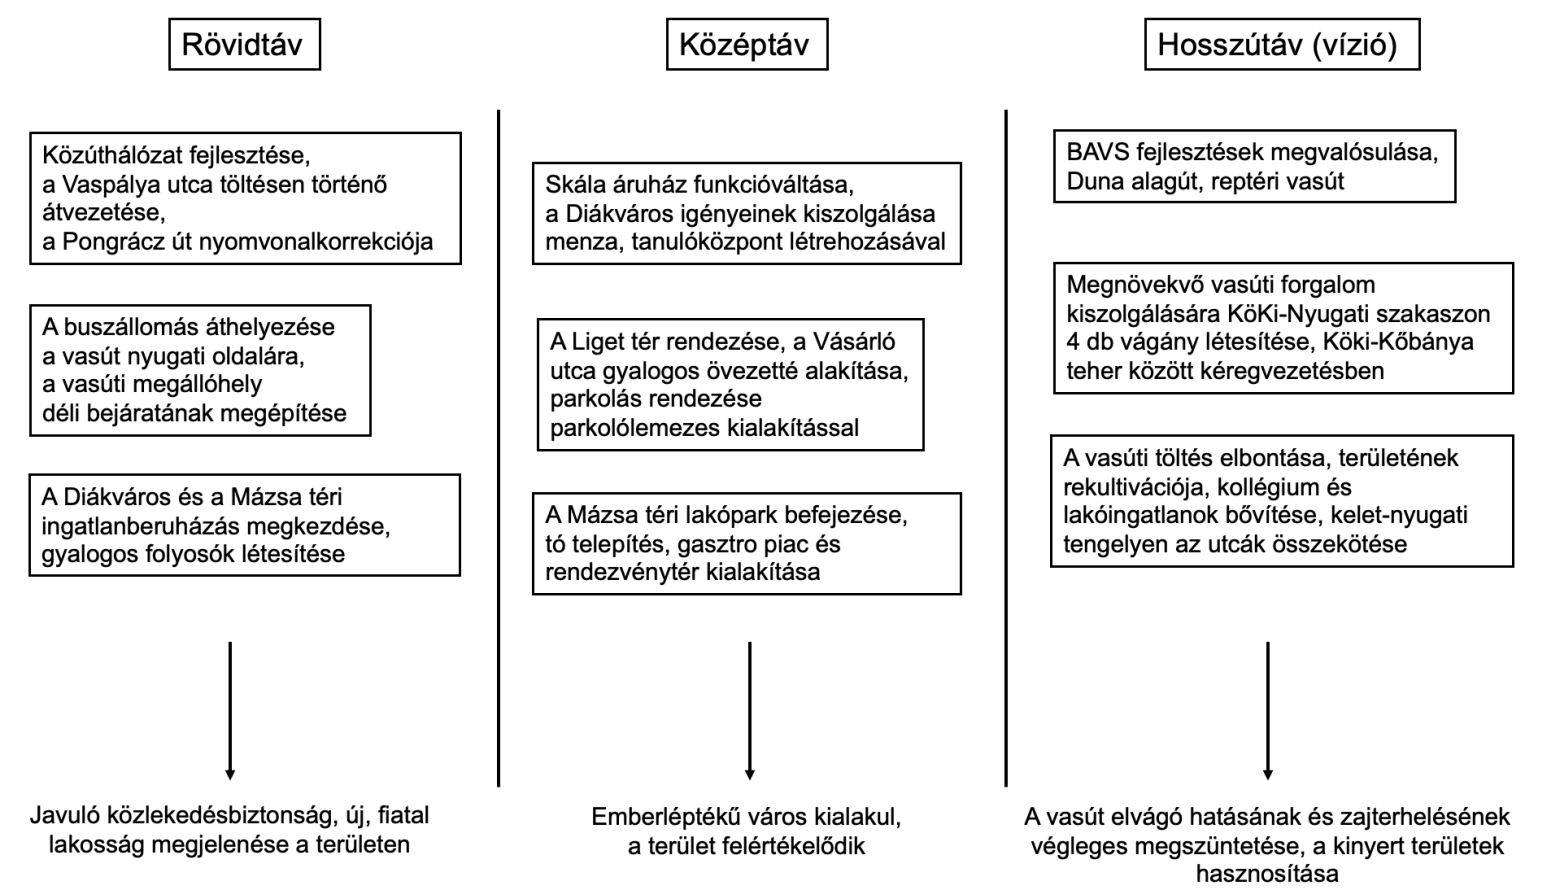 Rövidtáv
Közúthálózat fejlesztése,
a Vaspálya utca töltésen történő
átvezetése,
a Pongrácz út nyomvonalkorrekciója
A buszállomás áthelyezése
a vasút nyugati oldalára,
a vasúti megállóhely
déli bejáratának megépítése
A Diákváros és a Mázsa téri
ingatlanberuházás megkezdése,
gyalogos folyosók létesítése
Javuló közlekedésbiztonság, új, fiatal
lakosság megjelenése a területen
Középtáv
Skála áruház funkcióváltása,
a Diákváros igényeinek kiszolgálása
menza, tanulóközpont létrehozásával
A Liget tér rendezése, a Vásárló
utca gyalogos övezetté alakítása,
parkolás rendezése
parkolólemezes kialakítással
A Mázsa téri lakópark befejezése,
tó telepítés, gasztro piac és
rendezvénytér kialakítása
Emberléptékű város kialakul,
a terület felértékelődik
Hosszútáv (vízió)
BAVS fejlesztések megvalósulása,
Duna alagút, reptéri vasút
Megnövekvő vasúti forgalom
kiszolgálására KöKi-Nyugati szakaszon
4 db vágány létesítése, Köki-Kőbánya
teher között kéregvezetésben
A vasúti töltés elbontása, területének
rekultivációja, kollégium és
lakóingatlanok bővítése, kelet-nyugati
tengelyen az utcák összekötése
A vasút elvágó hatásának és zajterhelésének
végleges megszüntetése, a kinyert területek
hasznosítása